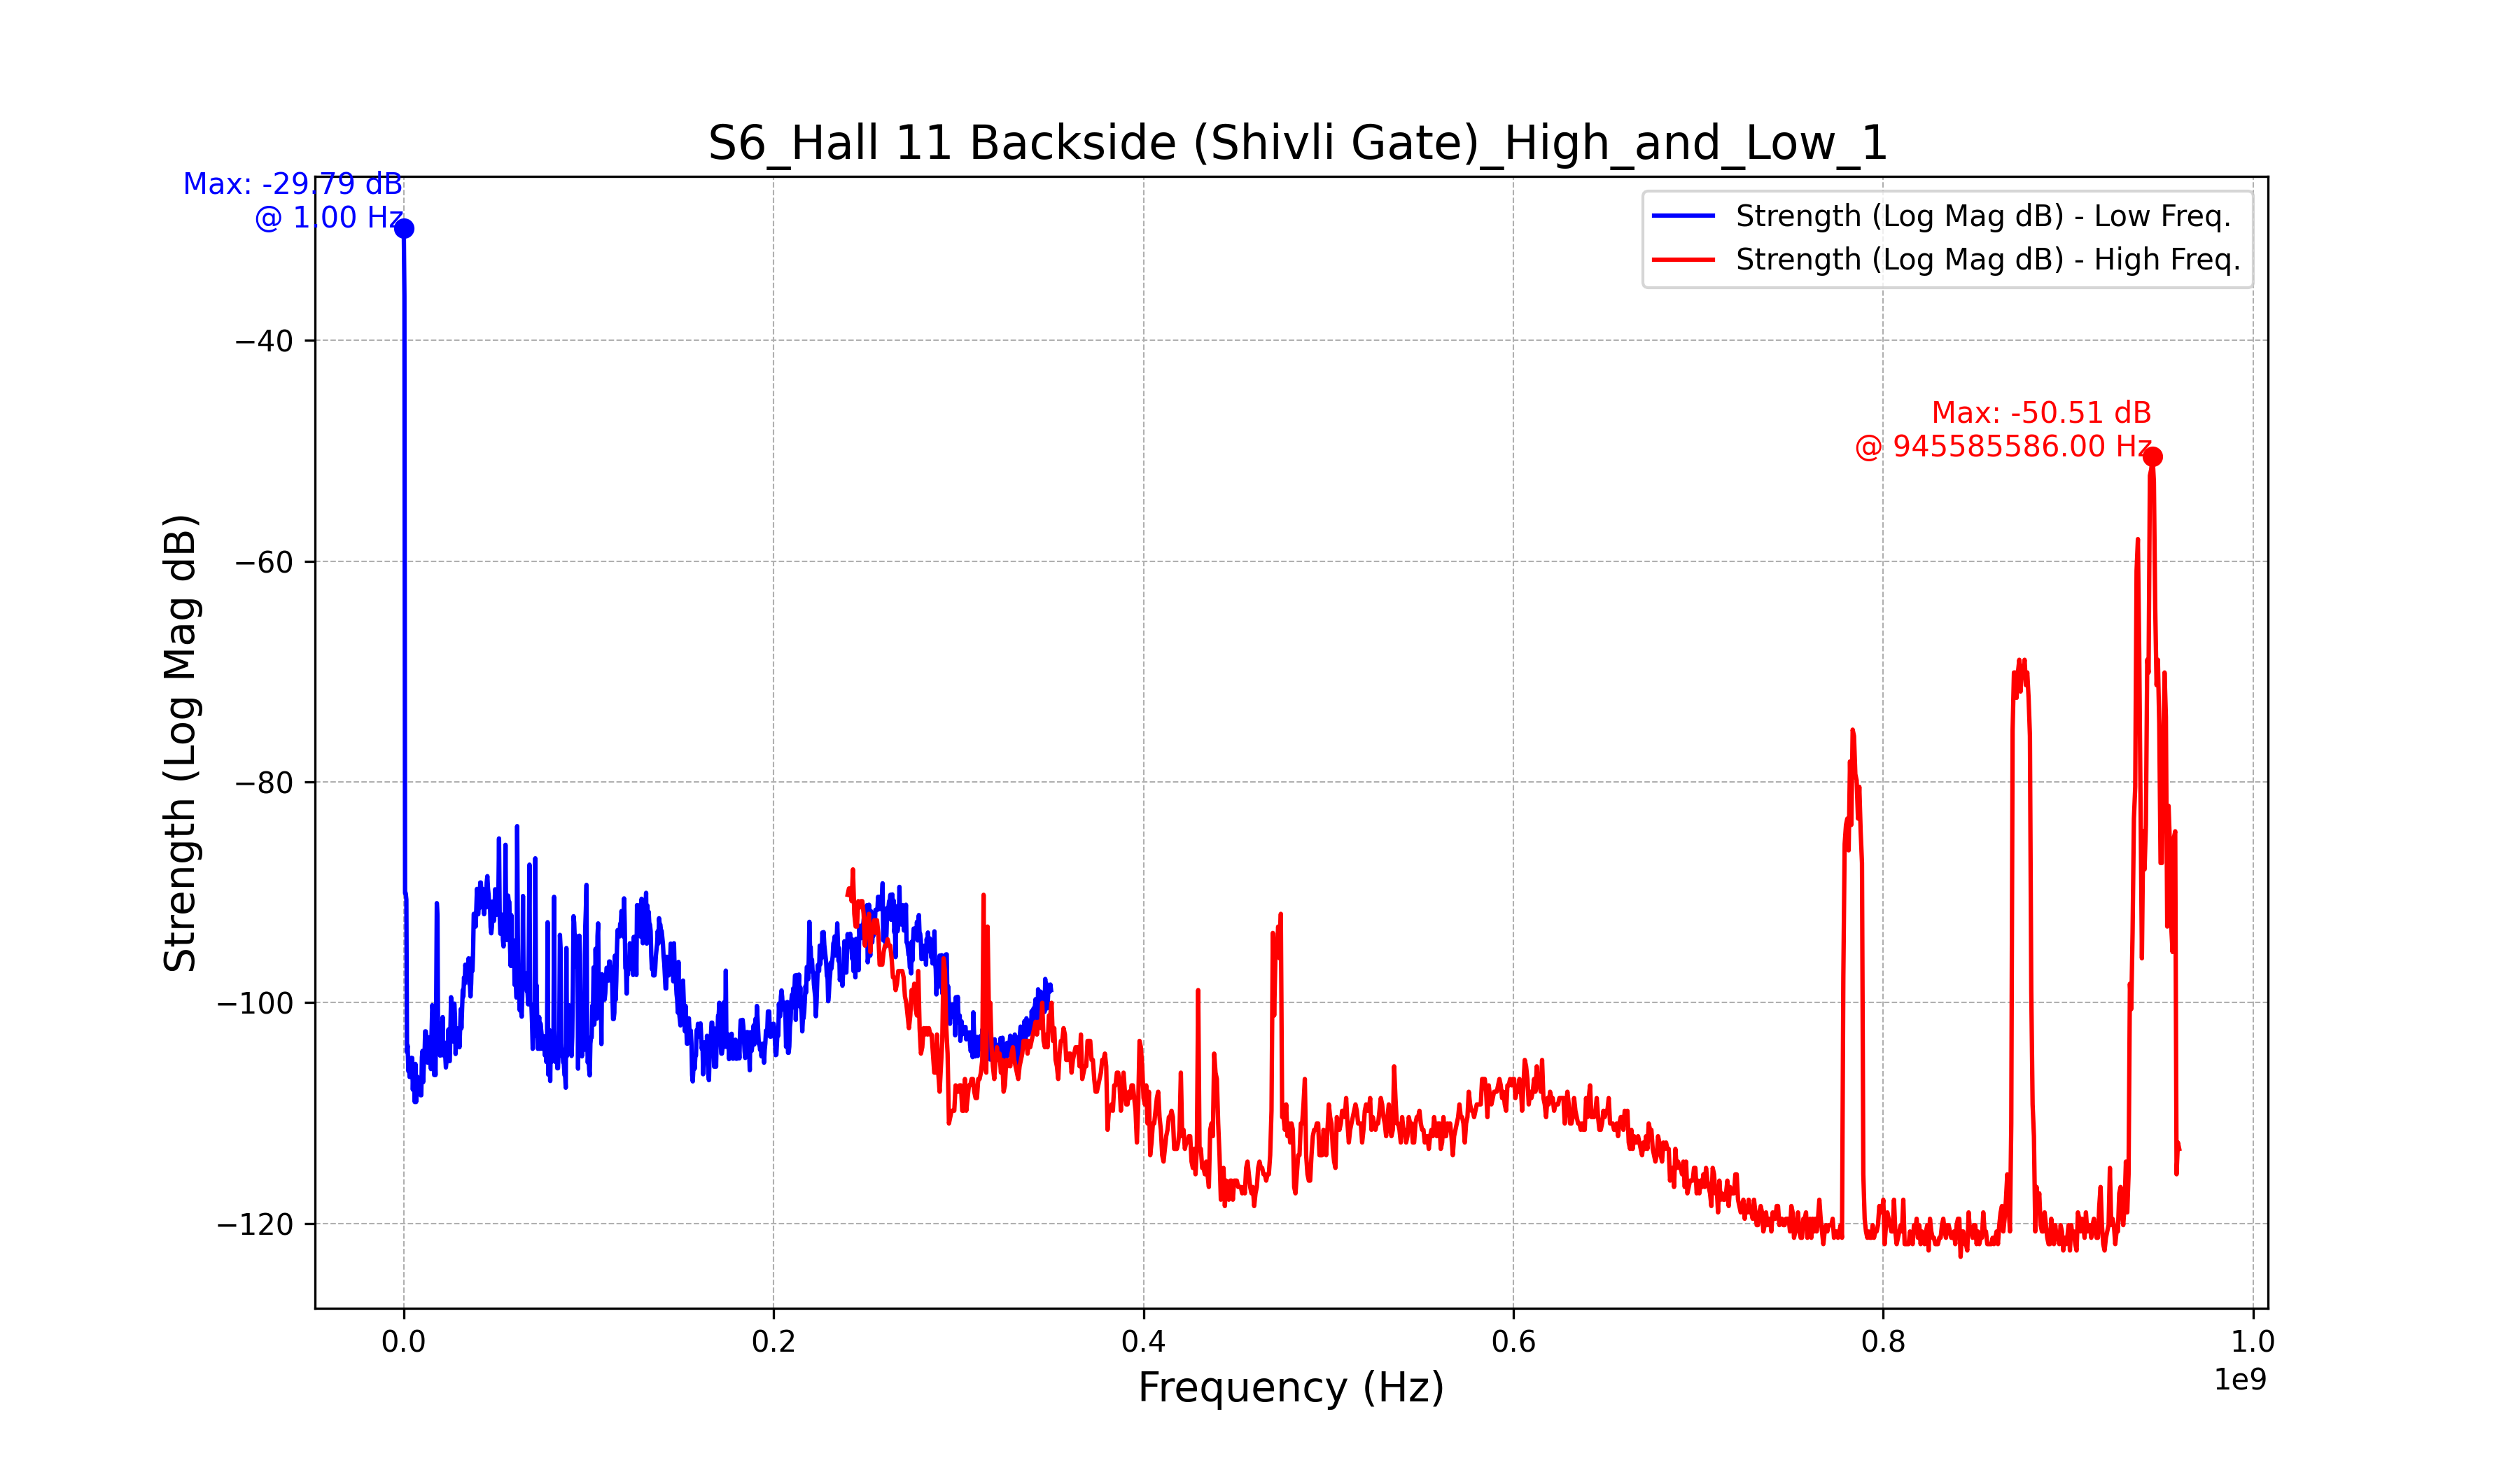 S6_Hall 11 Backside (Shivli Gate)_High_and_Low_1
Max: -29.79 dB
@ 1.00 Hz
Strength (Log Mag dB) - Low Freq.
Strength (Log Mag dB) - High Freq.
Max: -50.51 dB
@ 945585586.00 Hz
Strength (Log Mag dB)
−40
−60
−80
−100
−120
0.0
0.2
0.4
0.6
0.8
1.0
1e9
Frequency (Hz)